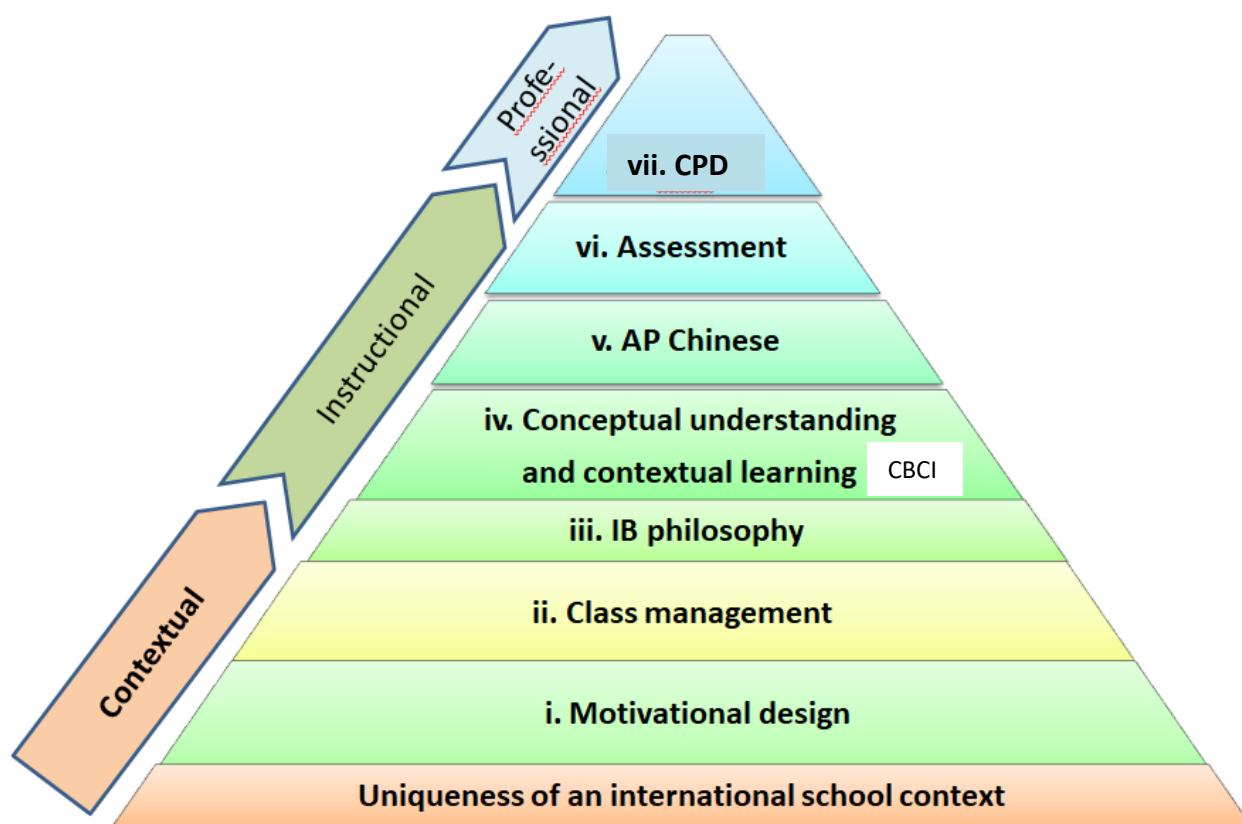 Profe-
ssional
vii. CPD
vi. Assessment
Instructional
v. AP Chinese
iv. Conceptual understanding
and contextual learning CBCI
iii. IB philosophy
Contextual
ii. Class management
i. Motivational design
Uniqueness of an international school context